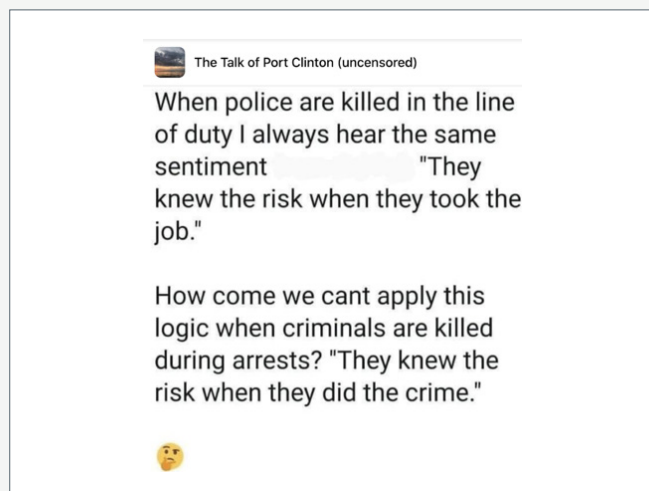 The Talk of Port Clinton (uncensored)
When police are killed in the line
of duty I always hear the same
sentiment "They
knew the risk when they took the
job."
How come we cant apply this
logic when criminals are killed
during arrests? "They knew the
risk when they did the crime."